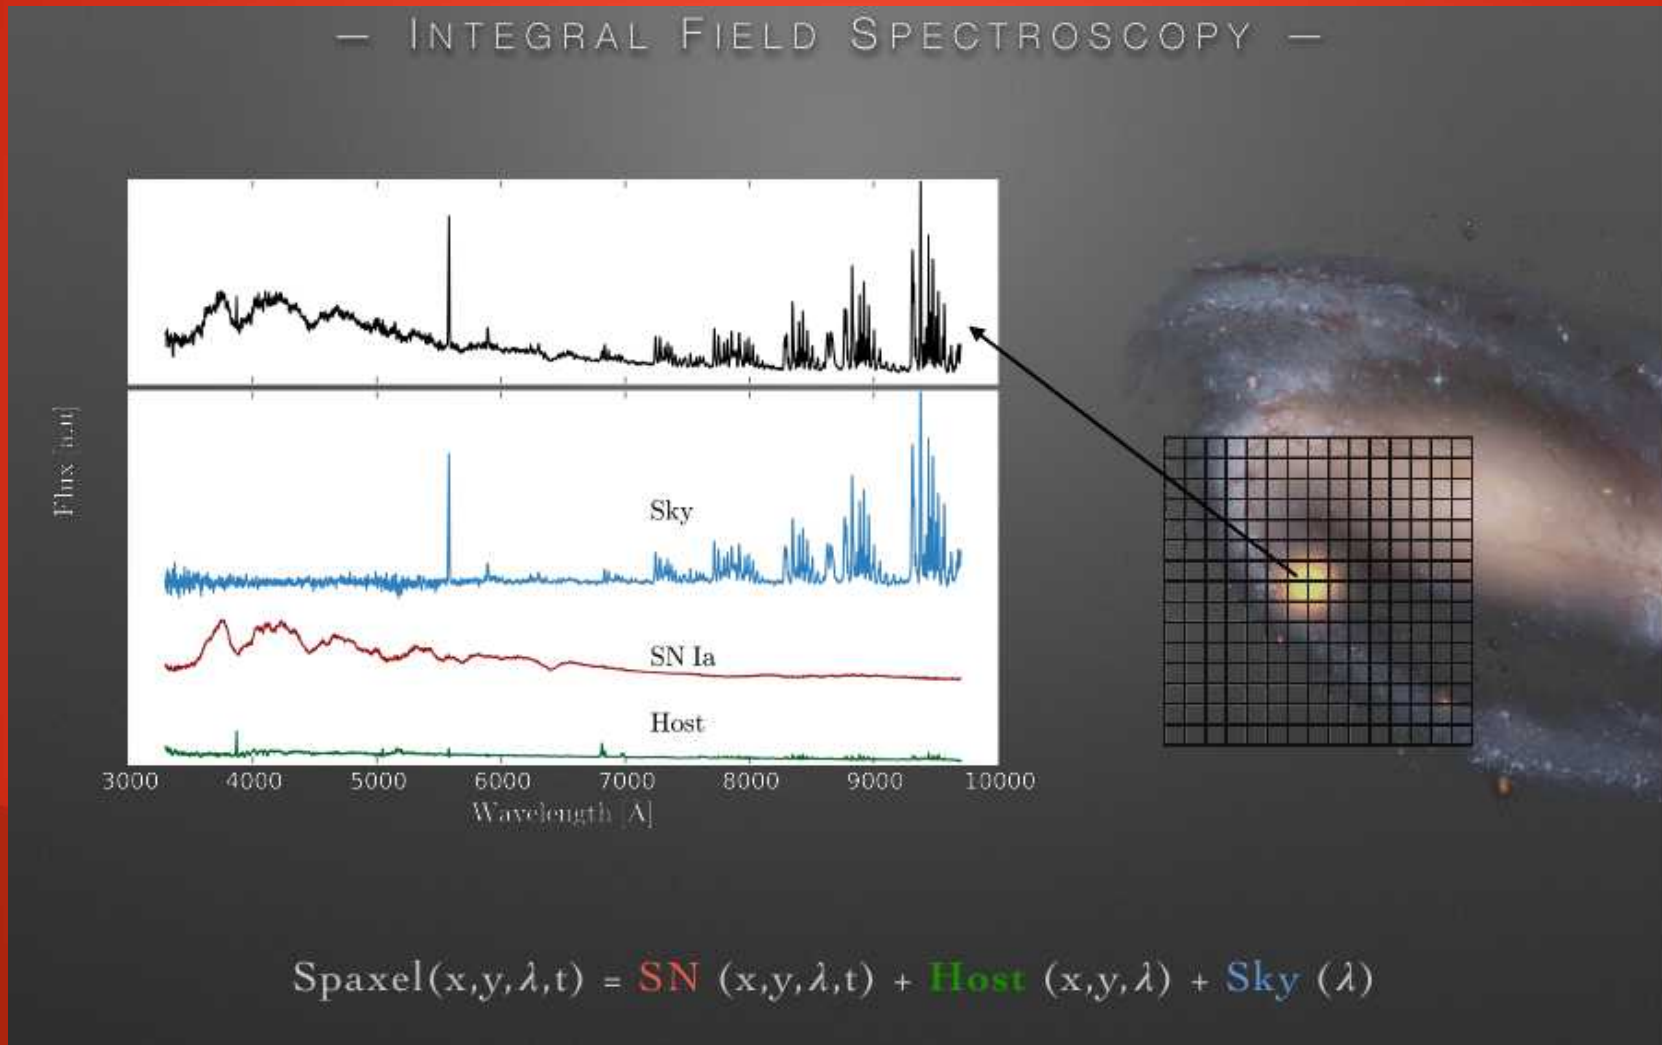 — INTEGRAL FIELD SPECTROSCOPY —
Flux [a.u]
Sky
SN Ia
Host
3000 4000 5000 6000 7000 8000 9000 10000
Wavelength [A]
Spaxel(x,y,λ,t) = SN (x,y,λ,t) + Host (x,y,λ) + Sky (λ)